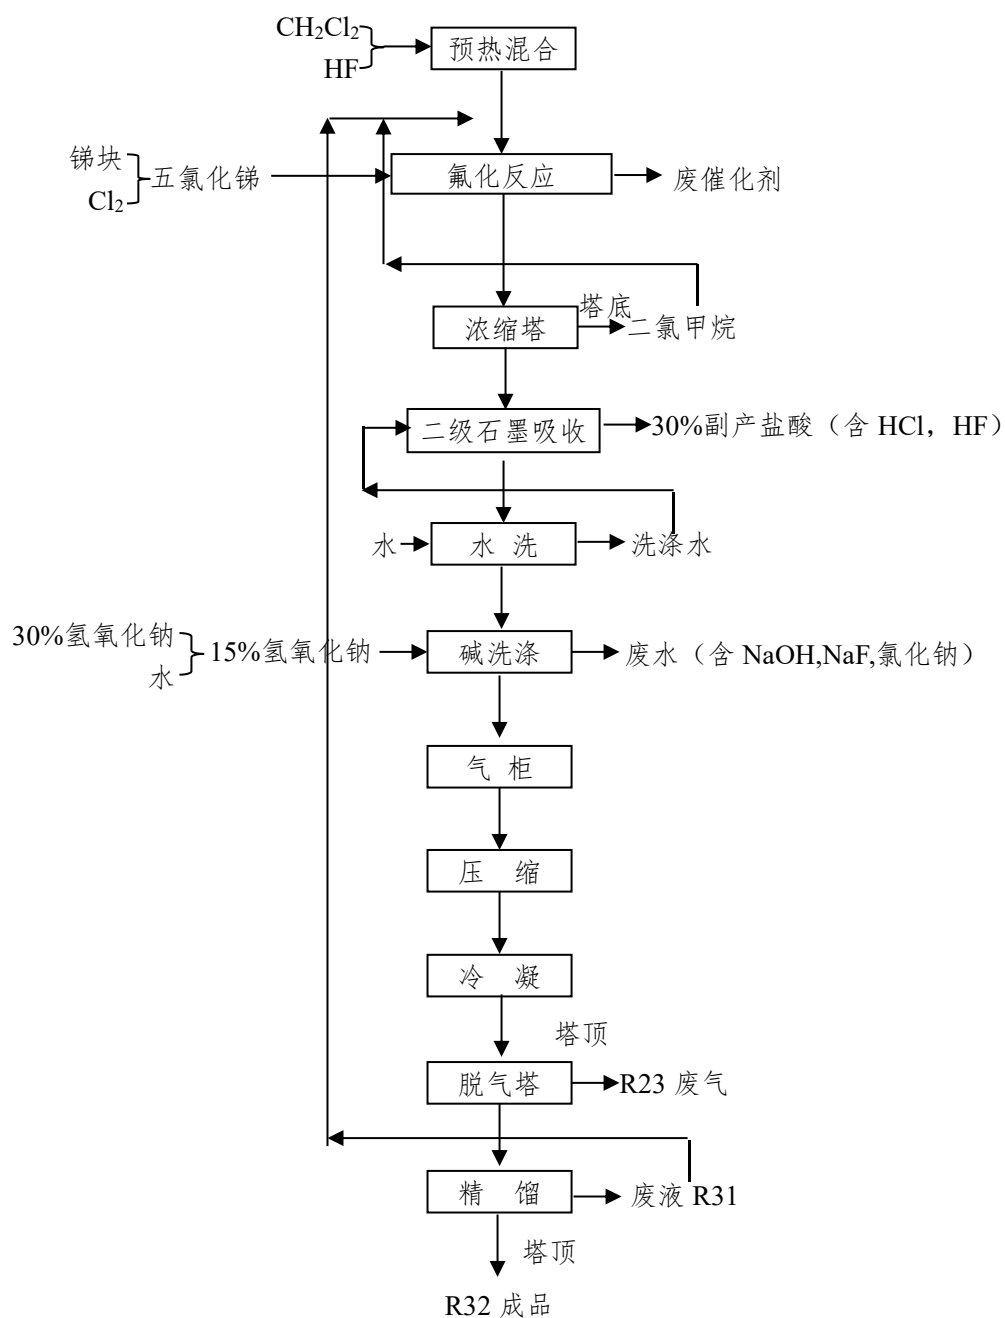 CH₂Cl₂
HF
预热混合
锑块
Cl₂
五氯化锑
氟化反应
废催化剂
浓缩塔
塔底
二氯甲烷
二级石墨吸收
30%副产盐酸（含 HCl，HF）
水
水 洗
洗涤水
30%氢氧化钠
水
15%氢氧化钠
碱洗涤
废水（含 NaOH,NaF,氯化钠）
气 柜
压 缩
冷 凝
塔顶
脱气塔
R23 废气
精 馏
废液 R31
塔顶
R32 成品